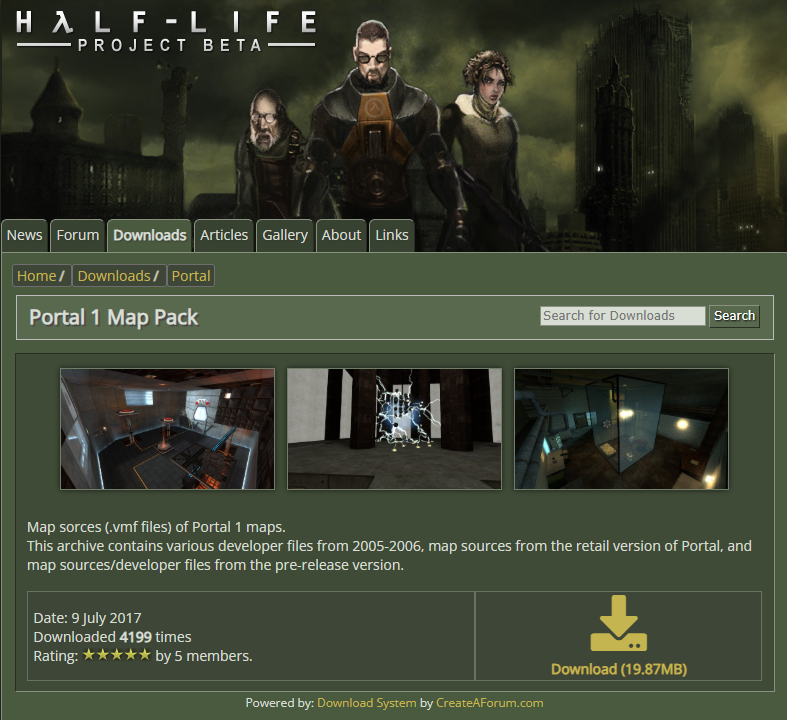 HλLF-LIFE
PROJECT BETA
News Forum Downloads Articles Gallery About Links
Home / Downloads / Portal
Portal 1 Map Pack
Search for Downloads Search
Map sorces (.vmf files) of Portal 1 maps.
This archive contains various developer files from 2005-2006, map sources from the retail version of Portal, and
map sources/developer files from the pre-release version.
Date: 9 July 2017
Downloaded 4199 times
Rating: ★★★★★ by 5 members.
Download (19.87MB)
Powered by: Download System by CreateAForum.com